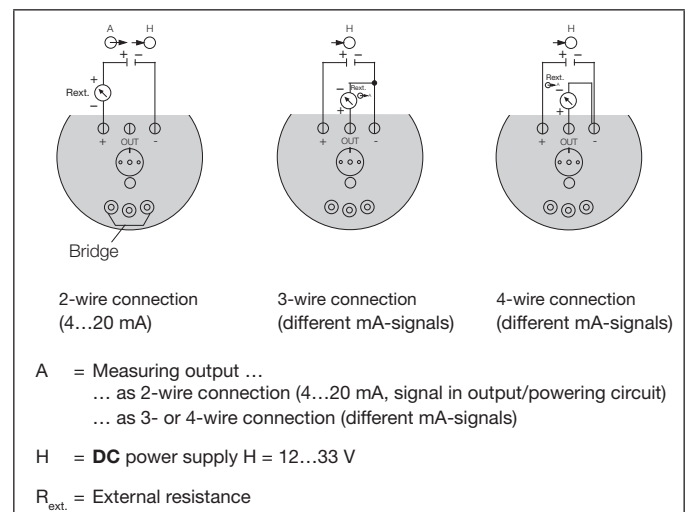 A H
+ −
+
Rext.
−
+ OUT -
Bridge
2-wire connection
(4…20 mA)
H
+ −
− Rext.
+
+ OUT -
3-wire connection
(different mA-signals)
H
+ −
Rext.
−
+
+ OUT -
4-wire connection
(different mA-signals)
A = Measuring output …
… as 2-wire connection (4…20 mA, signal in output/powering circuit)
… as 3- or 4-wire connection (different mA-signals)
H = DC power supply H = 12…33 V
Rext. = External resistance